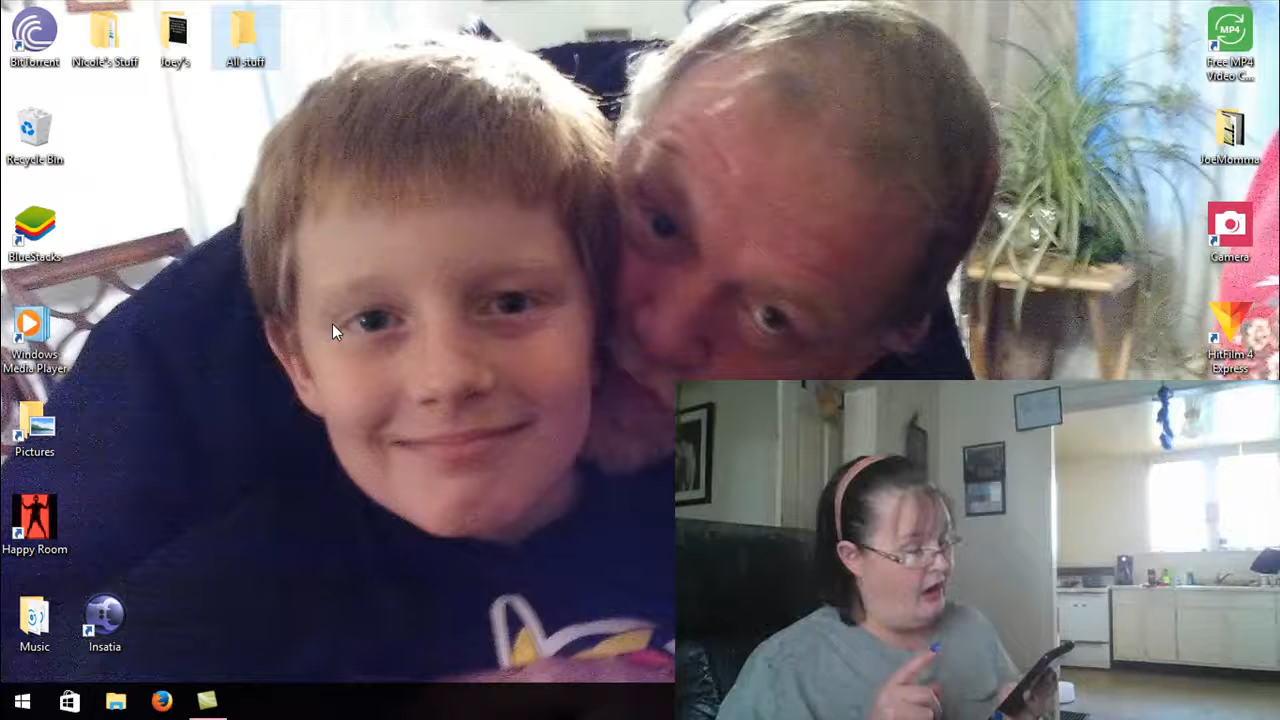 BitTorrent
Nicole's Stuff
Joey's
All stuff
MP4
Free MP4
Video C...
Recycle Bin
JoeMomma
BlueStacks
Camera
Windows
Media Player
HitFilm 4
Express
Pictures
Happy Room
Music
Insatia